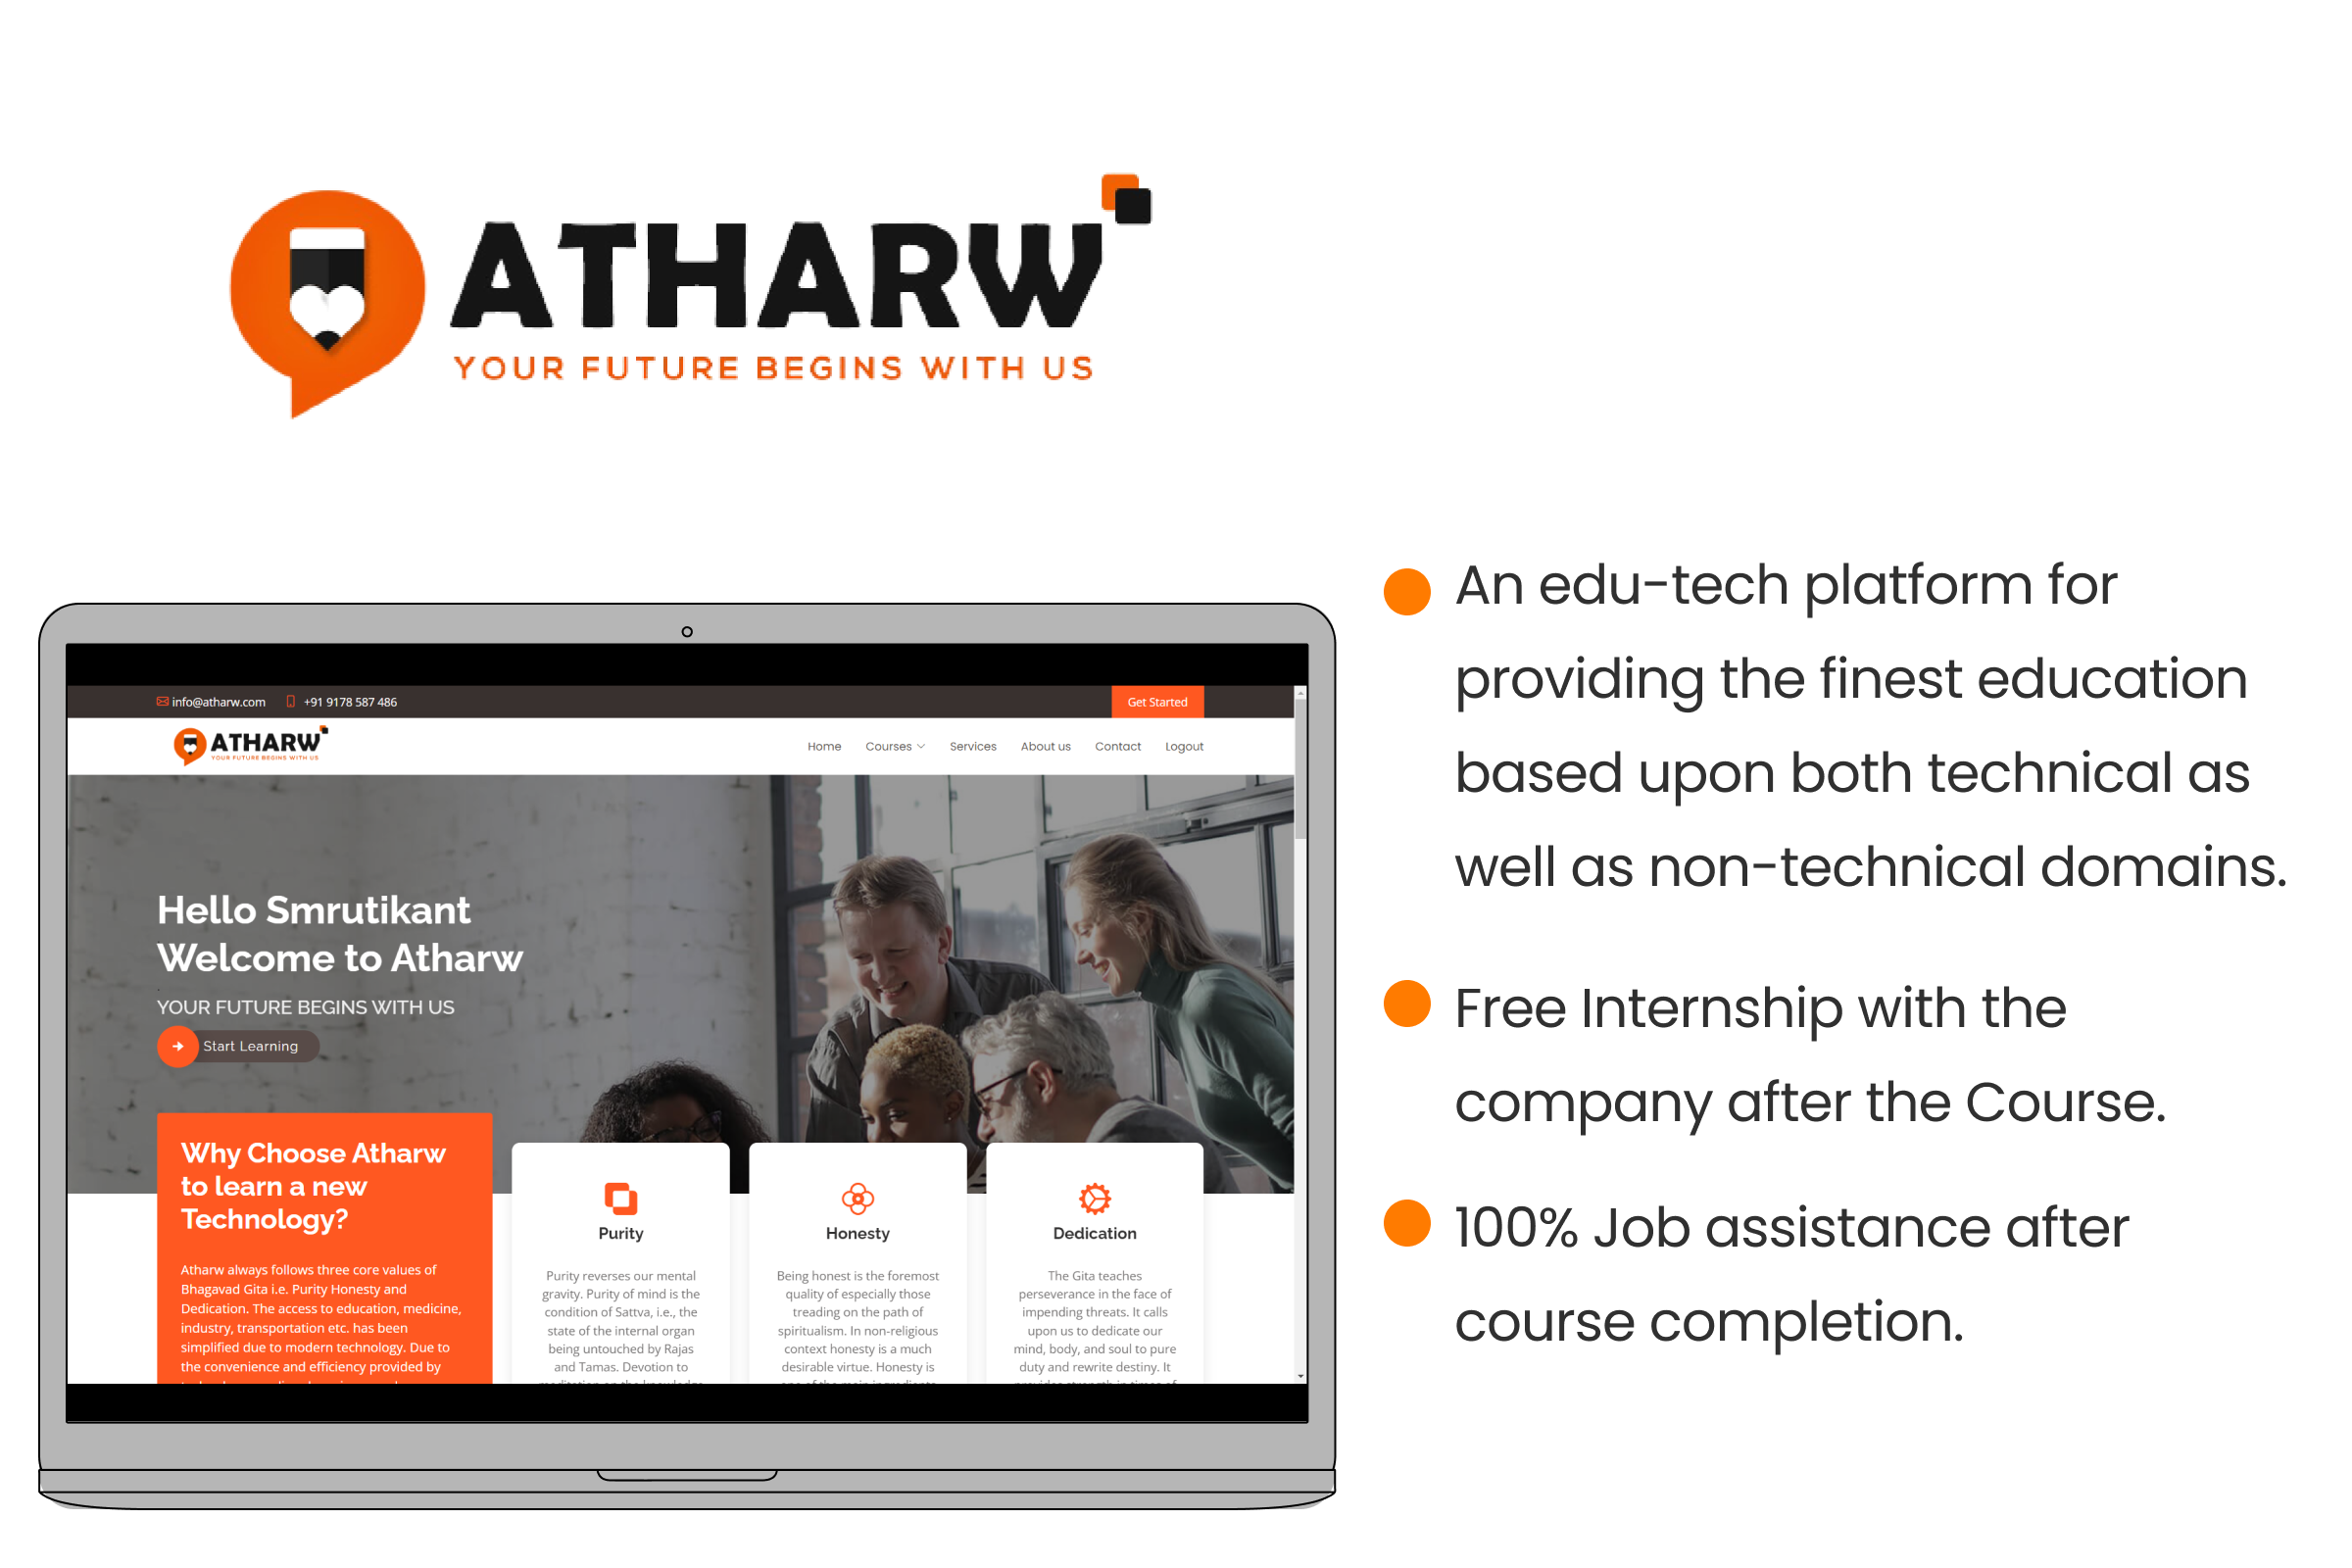 ATHARW
YOUR FUTURE BEGINS WITH US
info@atharw.com
+91 9178 587 486
Get Started
ATHARW
YOUR FUTURE BEGINS WITH US
Home
Courses
Services
About us
Contact
Logout
Hello Smrutikant
Welcome to Atharw
YOUR FUTURE BEGINS WITH US
Start Learning
Why Choose Atharw
to learn a new
Technology?
Atharw always follows three core values of
Bhagavad Gita i.e. Purity Honesty and
Dedication. The access to education, medicine,
industry, transportation etc. has been
simplified due to modern technology. Due to
the convenience and efficiency provided by
Purity
Purity reverses our mental
gravity. Purity of mind is the
condition of Sattva, i.e., the
state of the internal organ
being untouched by Rajas
and Tamas. Devotion to
Honesty
Being honest is the foremost
quality of especially those
treading on the path of
spiritualism. In non-religious
context honesty is a much
desirable virtue. Honesty is
Dedication
The Gita teaches
perseverance in the face of
impending threats. It calls
upon us to dedicate our
mind, body, and soul to pure
duty and rewrite destiny. It
An edu-tech platform for
providing the finest education
based upon both technical as
well as non-technical domains.
Free Internship with the
company after the Course.
100% Job assistance after
course completion.